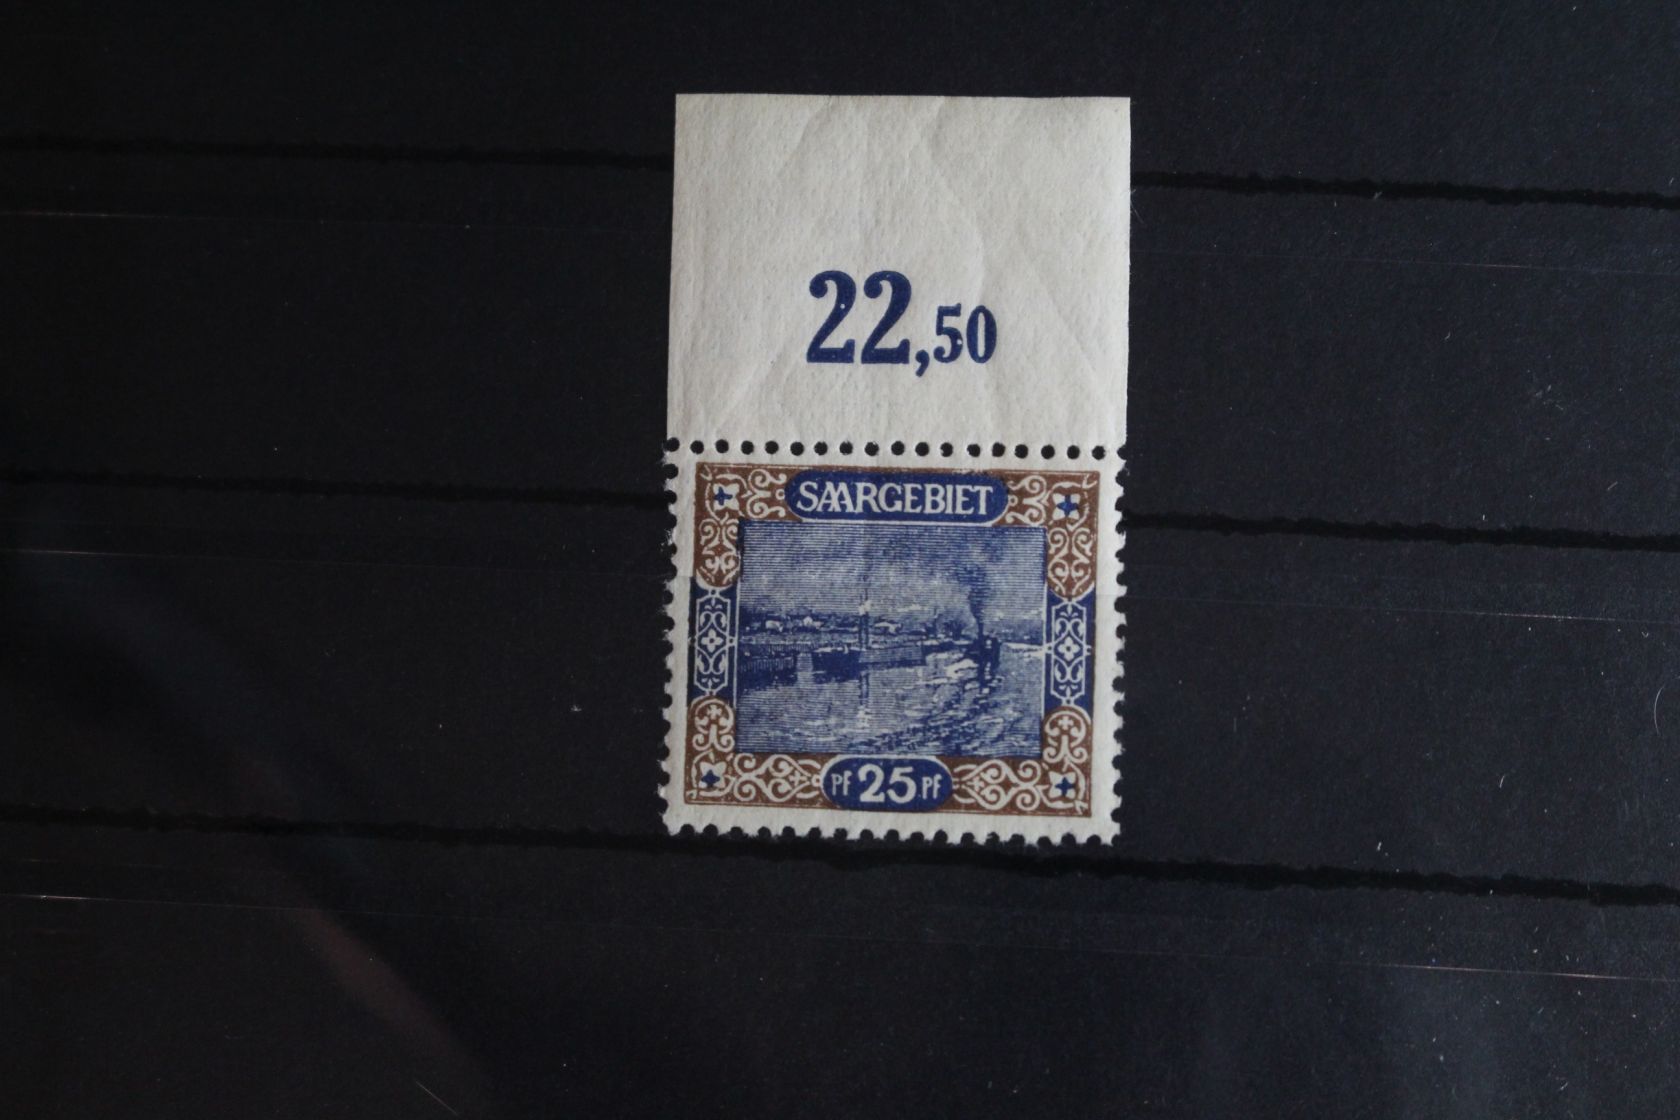 22,50
SAARGEBIET
PF 25 PF